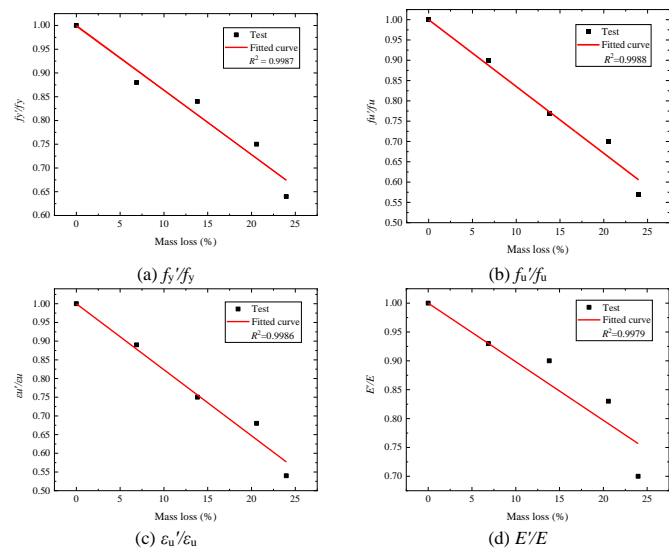 1.00
0.95
0.90
0.85
0.80
0.75
0.70
0.65
0.60
fy'/fy
Test
Fitted curve
R² = 0.9987
0 5 10 15 20 25
Mass loss (%)
(a) fy'/fy
1.00
0.95
0.90
0.85
0.80
0.75
0.70
0.65
0.60
0.55
0.50
fu'/fu
Test
Fitted curve
R²=0.9988
0 5 10 15 20 25
Mass loss (%)
(b) fu'/fu
1.00
0.95
0.90
0.85
0.80
0.75
0.70
0.65
0.60
0.55
0.50
εu'/εu
Test
Fitted curve
R²=0.9986
0 5 10 15 20 25
Mass loss (%)
(c) εu'/εu
1.00
0.95
0.90
0.85
0.80
0.75
0.70
E'/E
Test
Fitted curve
R²=0.9979
0 5 10 15 20 25
Mass loss (%)
(d) E'/E